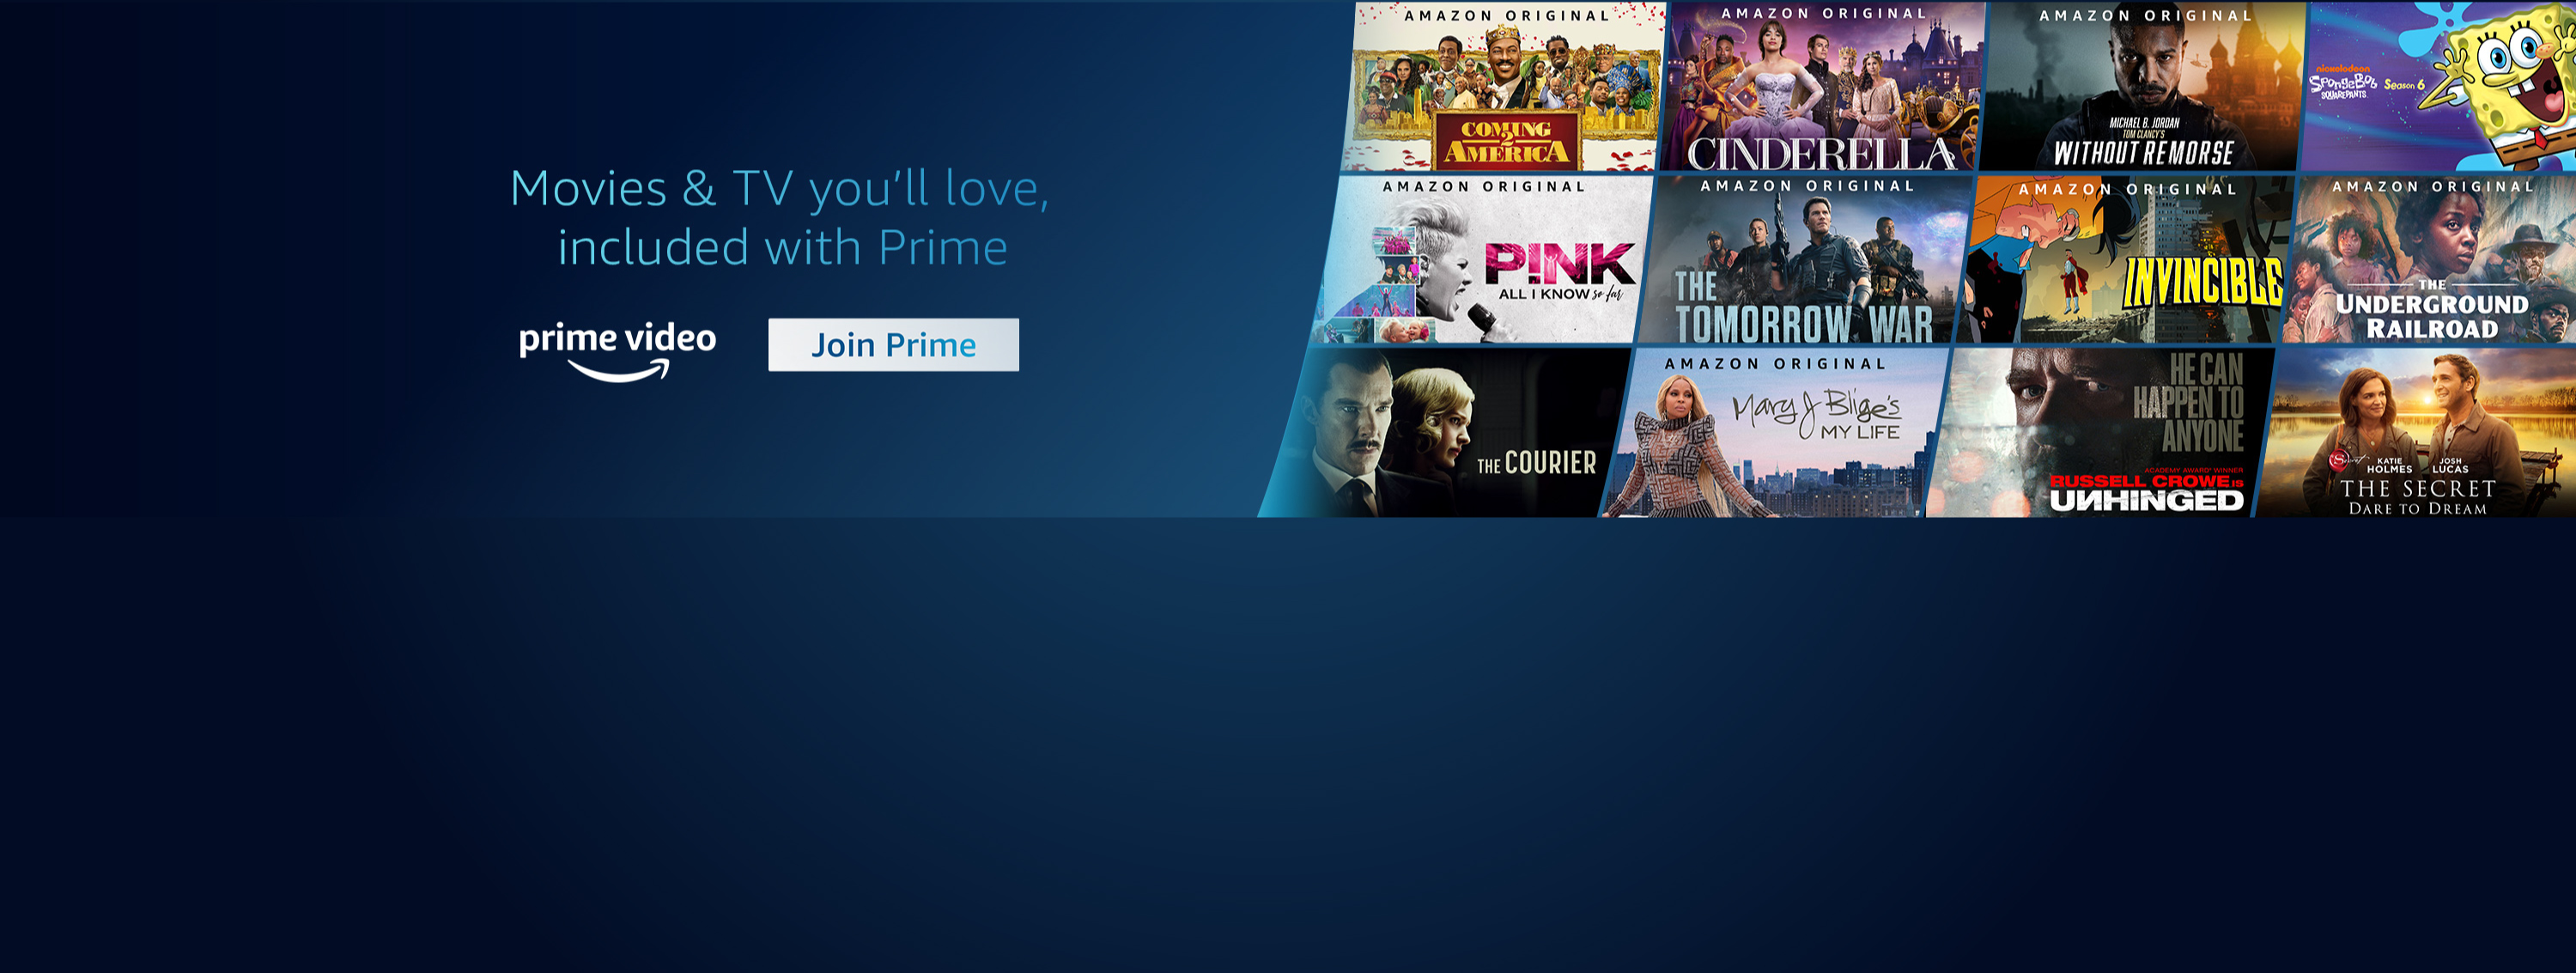 Movies & TV you’ll love,
included with Prime
prime video
Join Prime
AMAZON ORIGINAL
COMING
2
AMERICA
AMAZON ORIGINAL
CINDERELLA
AMAZON ORIGINAL
MICHAEL B. JORDAN
TOM CLANCY'S
WITHOUT REMORSE
nickelodeon
SPONGEBOB
SQUAREPANTS
Season 6
AMAZON ORIGINAL
P!NK
ALL I KNOW so far
AMAZON ORIGINAL
THE
TOMORROW WAR
AMAZON ORIGINAL
INVINCIBLE
AMAZON ORIGINAL
THE
UNDERGROUND
RAILROAD
THE COURIER
AMAZON ORIGINAL
Mary J Blige's
MY LIFE
HE CAN
HAPPEN TO
ANYONE
ACADEMY AWARD® WINNER
RUSSELL CROWE IS
UNHINGED
Secret
KATIE HOLMES
JOSH LUCAS
THE SECRET
DARE TO DREAM